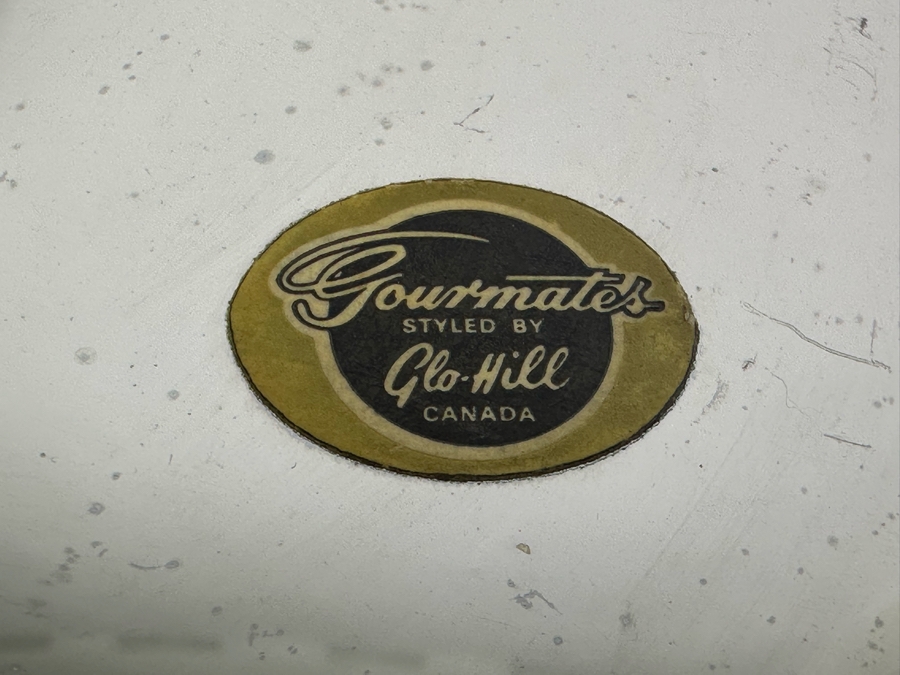 Gourmates
STYLED BY
Glo-Hill
CANADA